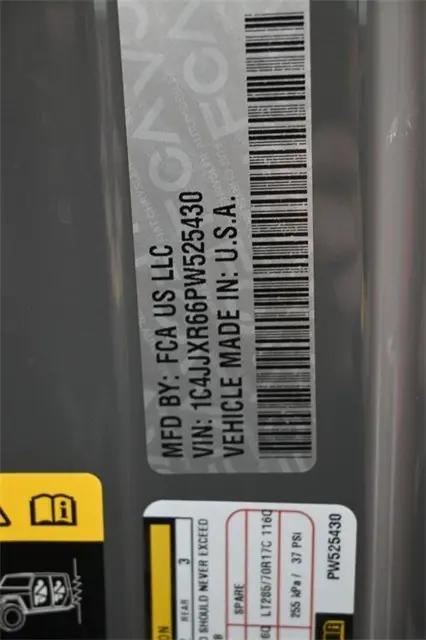 MFD BY: FCA US LLC
VIN: 1C4JJXR66PW525430
VEHICLE MADE IN: U.S.A.
REAR 3
SHOULD NEVER EXCEED
SPARE
LT285/70R17C 116Q
255 kPa / 37 PSI
PW525430